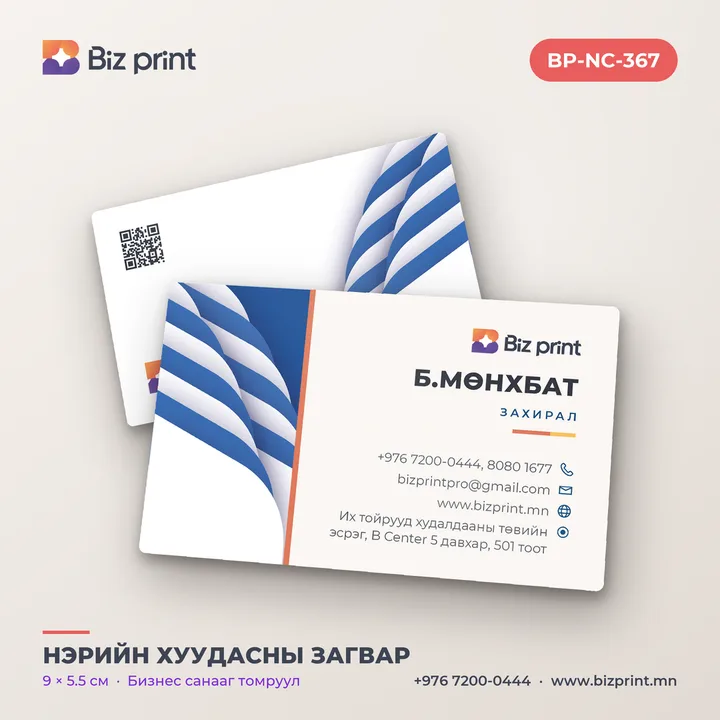 Biz print
BP-NC-367
Biz print
Б.МӨНХБАТ
ЗАХИРАЛ
+976 7200-0444, 8080 1677
bizprintpro@gmail.com
www.bizprint.mn
Их тойрууд худалдааны төвийн
эсрэг, B Center 5 давхар, 501 тоот
НЭРИЙН ХУУДАСНЫ ЗАГВАР
9 × 5.5 см · Бизнес санааг томруул
+976 7200-0444 · www.bizprint.mn